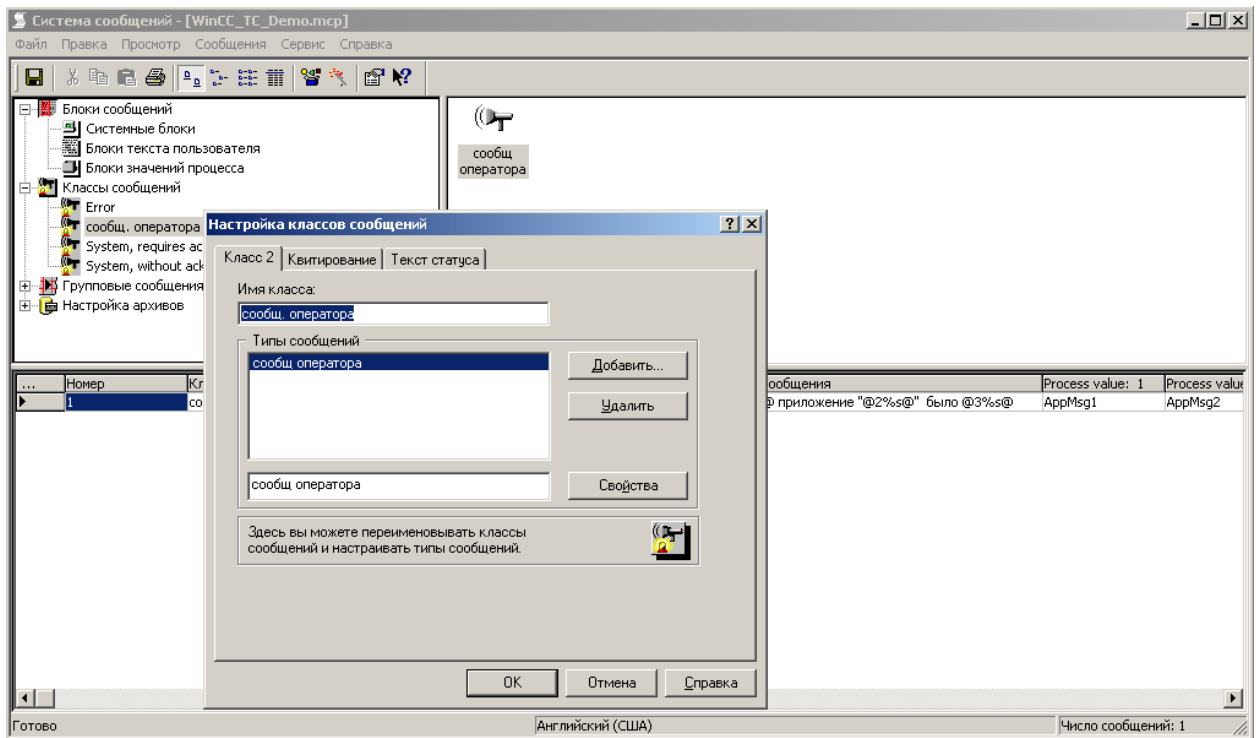 Система сообщений - [WinCC_TC_Demo.mcp]
Файл Правка Просмотр Сообщения Сервис Справка
Блоки сообщений
Системные блоки
Блоки текста пользователя
Блоки значений процесса
Классы сообщений
Error
сообщ. оператора
System, requires ac
System, without ack
Групповые сообщения
Настройка архивов
сообщ
оператора
Настройка классов сообщений
Класс 2 Квитирование Текст статуса
Имя класса:
сообщ. оператора
Типы сообщений
сообщ оператора
Добавить...
Удалить
сообщ оператора
Свойства
Здесь вы можете переименовывать классы
сообщений и настраивать типы сообщений.
OK Отмена Справка
... Номер Кл ообщения Process value: 1 Process value
1 со @ приложение "@2%s@" было @3%s@ AppMsg1 AppMsg2
Готово Английский (США) Число сообщений: 1